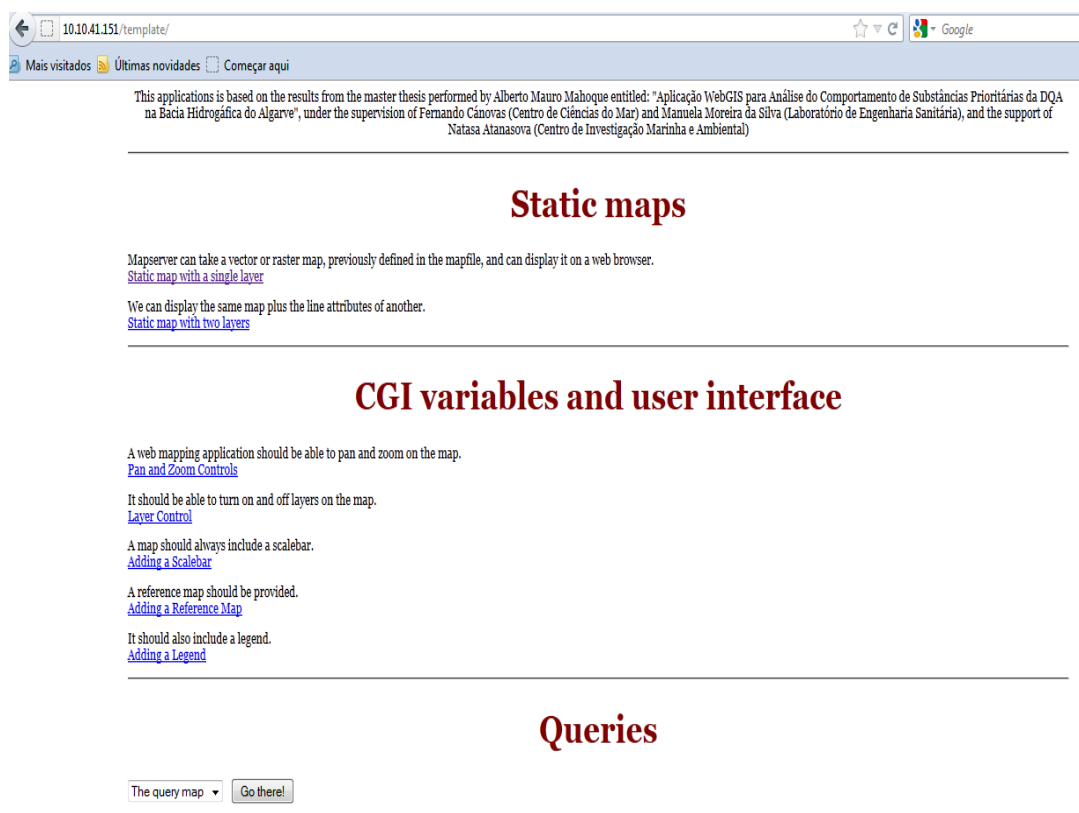 10.10.41.151/template/
Google
Mais visitados Últimas novidades Começar aqui
This applications is based on the results from the master thesis performed by Alberto Mauro Mahoque entitled: "Aplicação WebGIS para Análise do Comportamento de Substâncias Prioritárias da DQA
na Bacia Hidrogáfica do Algarve", under the supervision of Fernando Cánovas (Centro de Ciências do Mar) and Manuela Moreira da Silva (Laboratório de Engenharia Sanitária), and the support of
Natasa Atanasova (Centro de Investigação Marinha e Ambiental)
Static maps
Mapserver can take a vector or raster map, previously defined in the mapfile, and can display it on a web browser.
Static map with a single layer
We can display the same map plus the line attributes of another.
Static map with two layers
CGI variables and user interface
A web mapping application should be able to pan and zoom on the map.
Pan and Zoom Controls
It should be able to turn on and off layers on the map.
Layer Control
A map should always include a scalebar.
Adding a Scalebar
A reference map should be provided.
Adding a Reference Map
It should also include a legend.
Adding a Legend
Queries
The query map Go there!